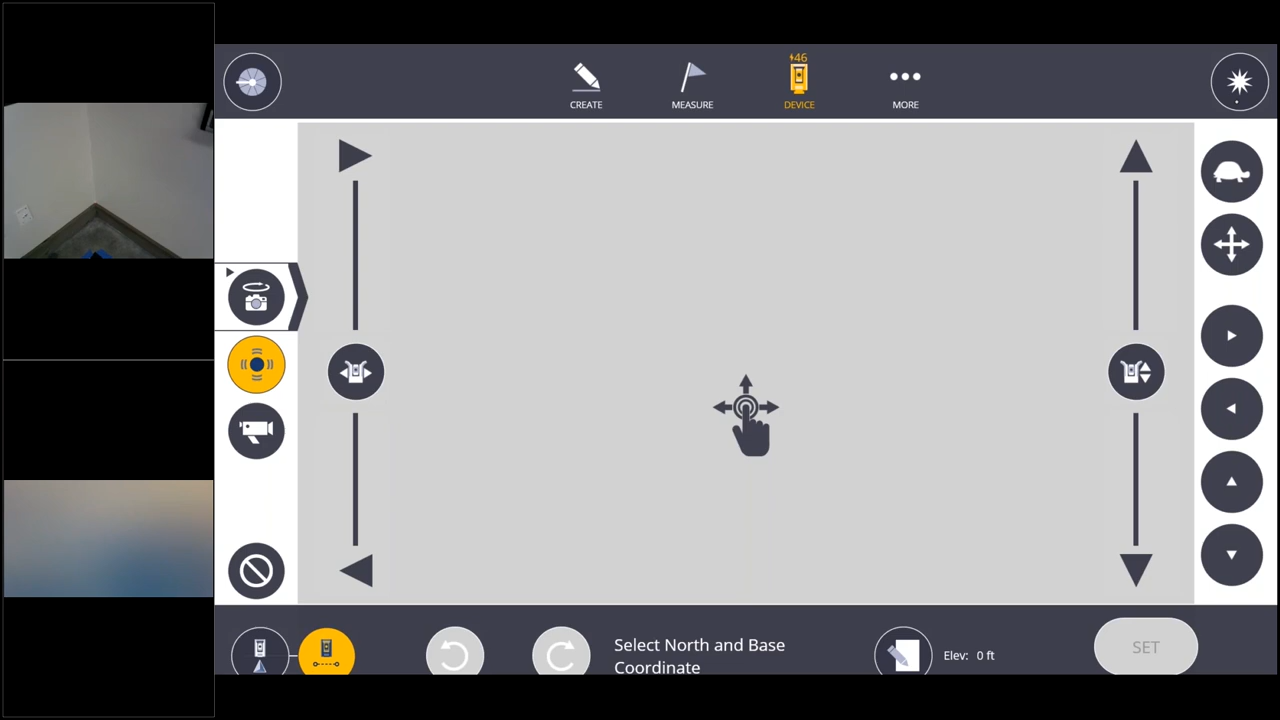 46
CREATE
MEASURE
DEVICE
MORE
Select North and Base
Coordinate
Elev: 0 ft
SET